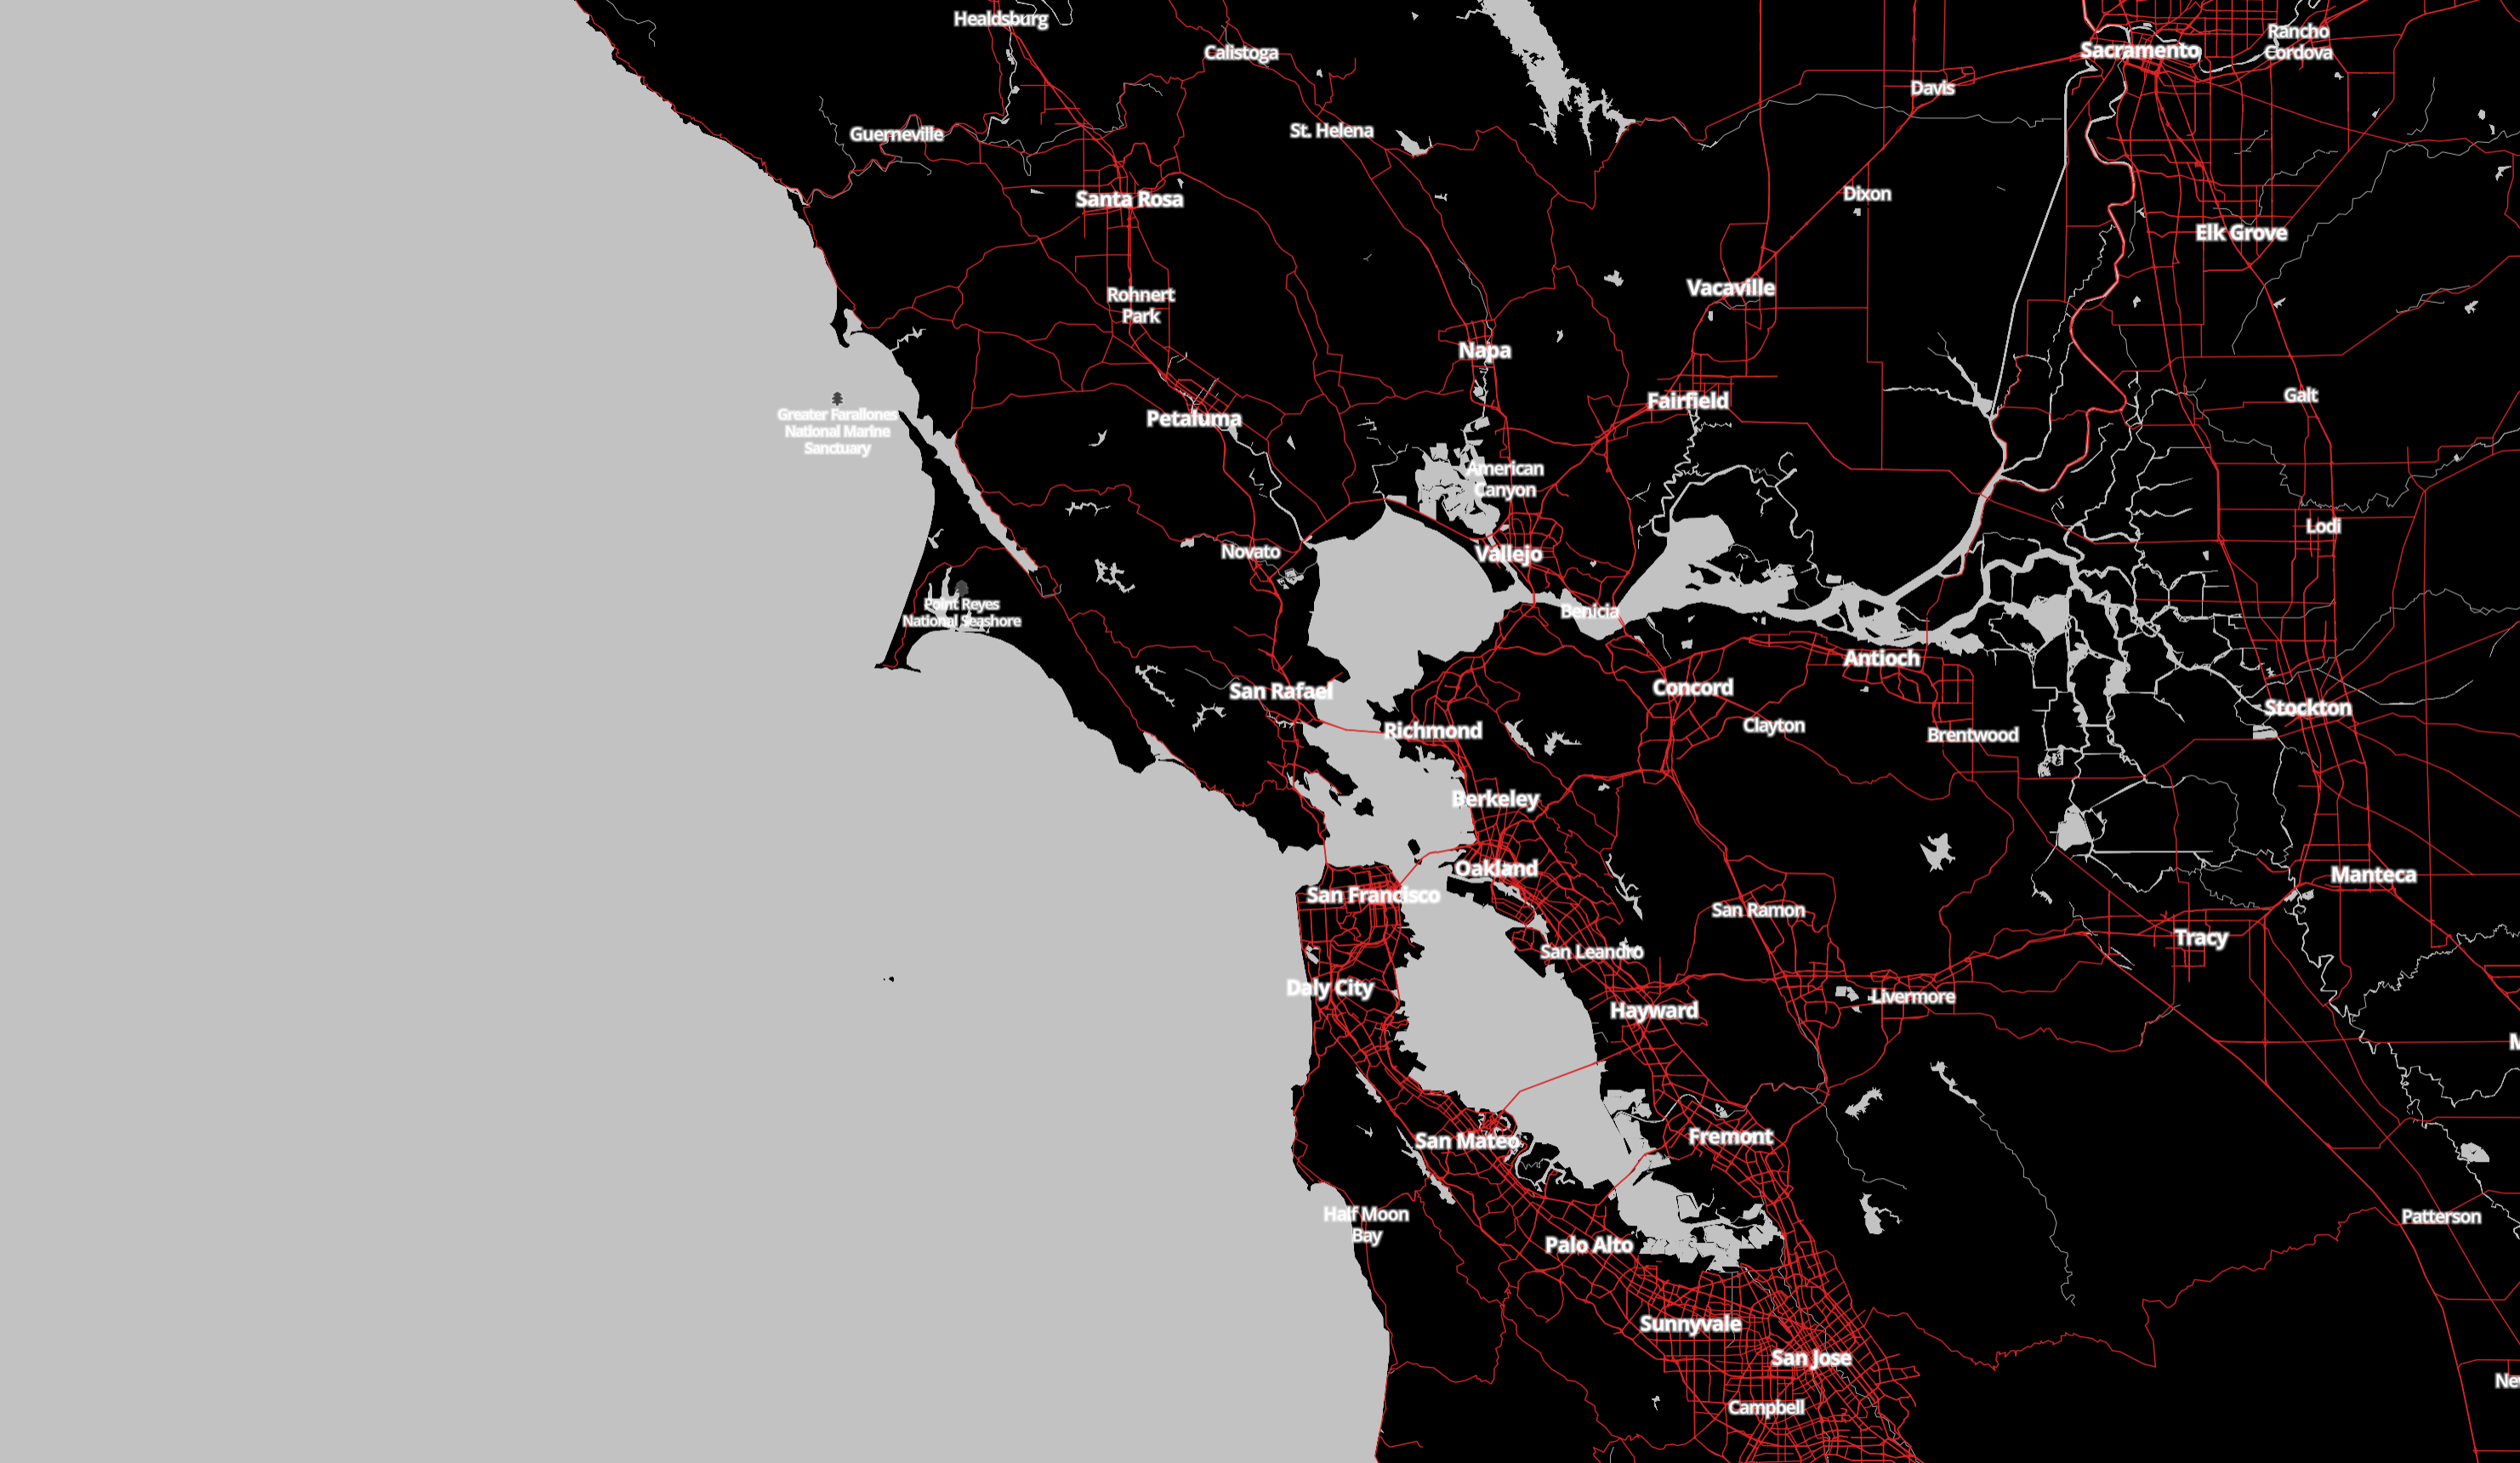 Healdsburg
Rancho
Cordova
Sacramento
Calistoga
Davis
Guerneville
St. Helena
Santa Rosa
Dixon
Elk Grove
Vacaville
Rohnert
Park
Napa
Galt
Fairfield
Greater Farallones
National Marine
Sanctuary
Petaluma
American
Canyon
Lodi
Novato
Vallejo
Point Reyes
National Seashore
Benicia
Antioch
San Rafael
Concord
Stockton
Richmond
Clayton
Brentwood
Berkeley
Oakland
Manteca
San Francisco
San Ramon
Tracy
San Leandro
Daly City
Livermore
Hayward
M
Fremont
San Mateo
Half Moon
Bay
Patterson
Palo Alto
Sunnyvale
San Jose
Ne
Campbell